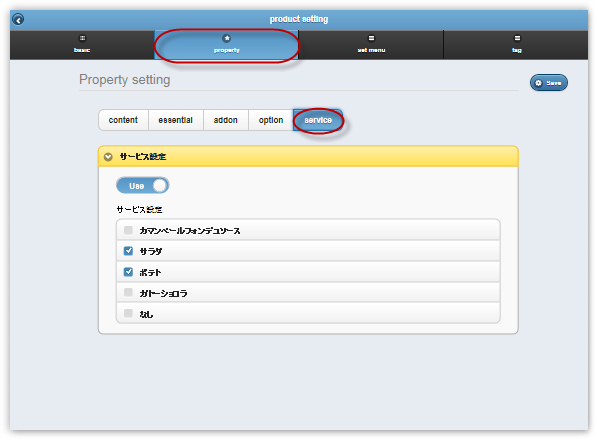 product setting
basic
property
set menu
tag
Property setting
Save
content
essential
addon
option
service
サービス設定
Use
サービス設定
カマンベールフォンデュソース
サラダ
ポテト
ガトーショコラ
なし